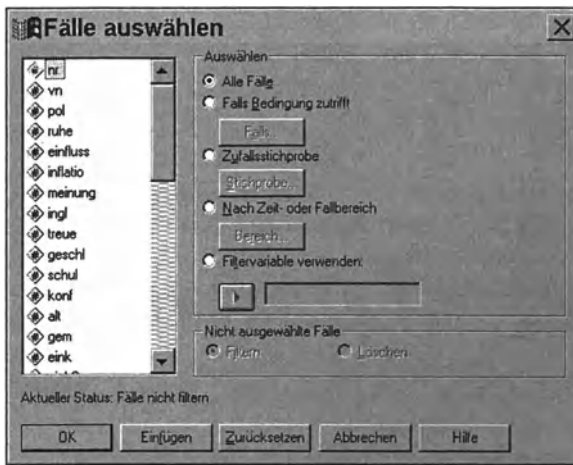 Fälle auswählen
nr
vn
pol
ruhe
einfluss
inflatio
meinung
ingl
treue
geschl
schul
konf
alt
gem
eink
Auswählen
Alle Fälle
Falls Bedingung zutrifft
Falls...
Zufallsstichprobe
Stichprobe...
Nach Zeit- oder Fallbereich
Bereich...
Filtervariable verwenden:
Nicht ausgewählte Fälle
Filtern
Löschen
Aktueller Status: Fälle nicht filtern
OK
Einfügen
Zurücksetzen
Abbrechen
Hilfe